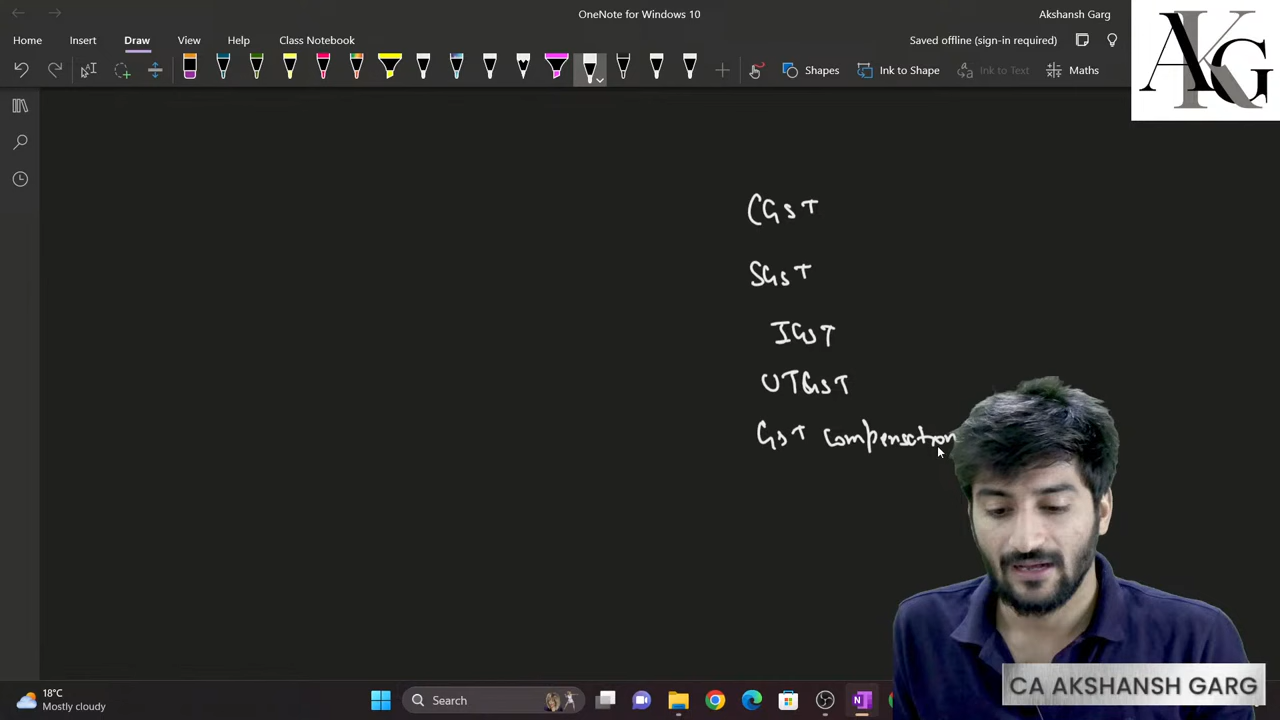 OneNote for Windows 10
Akshansh Garg
Home Insert Draw View Help Class Notebook
Saved offline (sign-in required)
Shapes Ink to Shape Ink to Text Maths
AKG
CGST
SGST
IGST
UTGST
GST compensation
CA AKSHANSH GARG
18°C
Mostly cloudy
Search